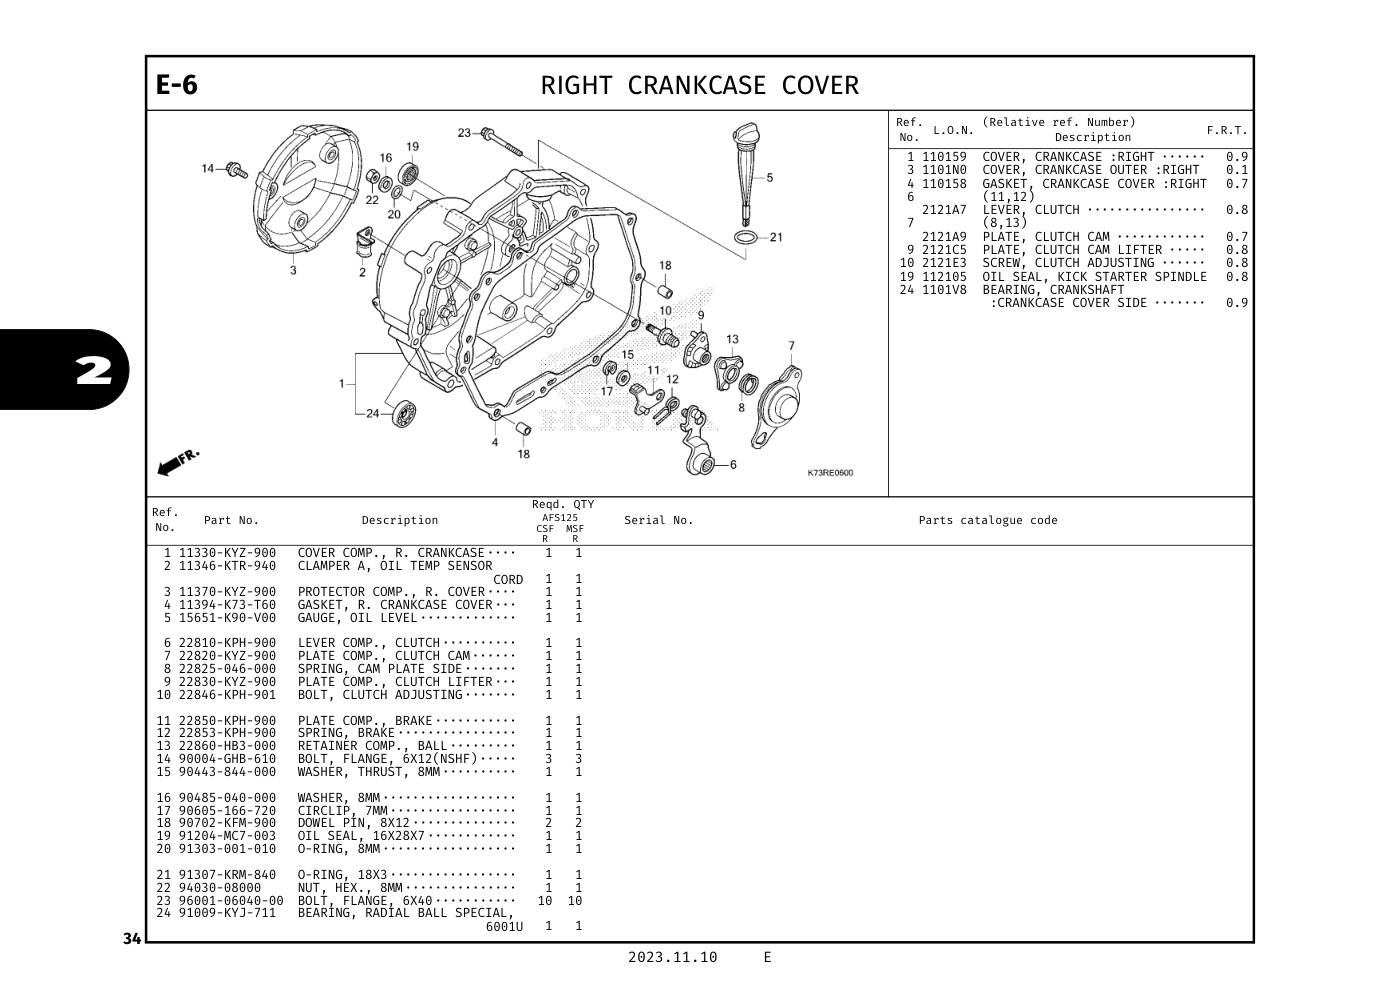 E-6
RIGHT CRANKCASE COVER
14
3
22
16
20
19
2
23
5
21
18
10
9
13
7
8
15
17
11
12
6
1
24
4
18
FR.
HONDA
K73RE0600
Ref. No. L.O.N. (Relative ref. Number) Description F.R.T.
1 110159 COVER, CRANKCASE :RIGHT ······ 0.9
3 1101N0 COVER, CRANKCASE OUTER :RIGHT 0.1
4 110158 GASKET, CRANKCASE COVER :RIGHT 0.7
6 (11,12)
2121A7 LEVER, CLUTCH ················ 0.8
7 (8,13)
2121A9 PLATE, CLUTCH CAM ············ 0.7
9 2121C5 PLATE, CLUTCH CAM LIFTER ····· 0.8
10 2121E3 SCREW, CLUTCH ADJUSTING ······ 0.8
19 112105 OIL SEAL, KICK STARTER SPINDLE 0.8
24 1101V8 BEARING, CRANKSHAFT
:CRANKCASE COVER SIDE ······· 0.9
2
Ref. No. Part No. Description Reqd. QTY AFS125 CSF MSF R R Serial No. Parts catalogue code
1 11330-KYZ-900 COVER COMP., R. CRANKCASE···· 1 1
2 11346-KTR-940 CLAMPER A, OIL TEMP SENSOR
CORD 1 1
3 11370-KYZ-900 PROTECTOR COMP., R. COVER···· 1 1
4 11394-K73-T60 GASKET, R. CRANKCASE COVER··· 1 1
5 15651-K90-V00 GAUGE, OIL LEVEL············· 1 1
6 22810-KPH-900 LEVER COMP., CLUTCH·········· 1 1
7 22820-KYZ-900 PLATE COMP., CLUTCH CAM······ 1 1
8 22825-046-000 SPRING, CAM PLATE SIDE······· 1 1
9 22830-KYZ-900 PLATE COMP., CLUTCH LIFTER··· 1 1
10 22846-KPH-901 BOLT, CLUTCH ADJUSTING······· 1 1
11 22850-KPH-900 PLATE COMP., BRAKE··········· 1 1
12 22853-KPH-900 SPRING, BRAKE················ 1 1
13 22860-HB3-000 RETAINER COMP., BALL········· 1 1
14 90004-GHB-610 BOLT, FLANGE, 6X12(NSHF)····· 3 3
15 90443-844-000 WASHER, THRUST, 8MM·········· 1 1
16 90485-040-000 WASHER, 8MM·················· 1 1
17 90605-166-720 CIRCLIP, 7MM················· 1 1
18 90702-KFM-900 DOWEL PIN, 8X12·············· 2 2
19 91204-MC7-003 OIL SEAL, 16X28X7············ 1 1
20 91303-001-010 O-RING, 8MM·················· 1 1
21 91307-KRM-840 O-RING, 18X3················· 1 1
22 94030-08000 NUT, HEX., 8MM··············· 1 1
23 96001-06040-00 BOLT, FLANGE, 6X40··········· 10 10
24 91009-KYJ-711 BEARING, RADIAL BALL SPECIAL,
6001U 1 1
34
2023.11.10 E